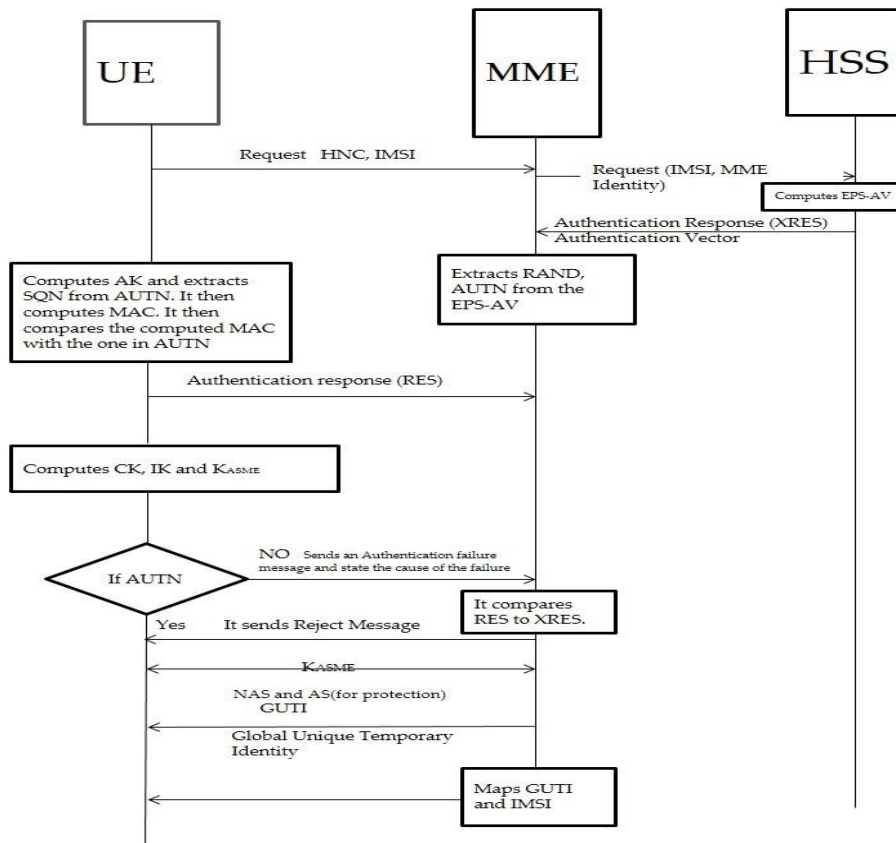 UE
MME
HSS
Request HNC, IMSI
Request (IMSI, MME
Identity)
Computes EPS-AV
Authentication Response (XRES)
Authentication Vector
Extracts RAND,
AUTN from the
EPS-AV
Computes AK and extracts
SQN from AUTN. It then
computes MAC. It then
compares the computed MAC
with the one in AUTN
Authentication response (RES)
Computes CK, IK and KASME
If AUTN
NO Sends an Authentication failure
message and state the cause of the failure
It compares
RES to XRES.
Yes It sends Reject Message
KASME
NAS and AS(for protection)
GUTI
Global Unique Temporary
Identity
Maps GUTI
and IMSI